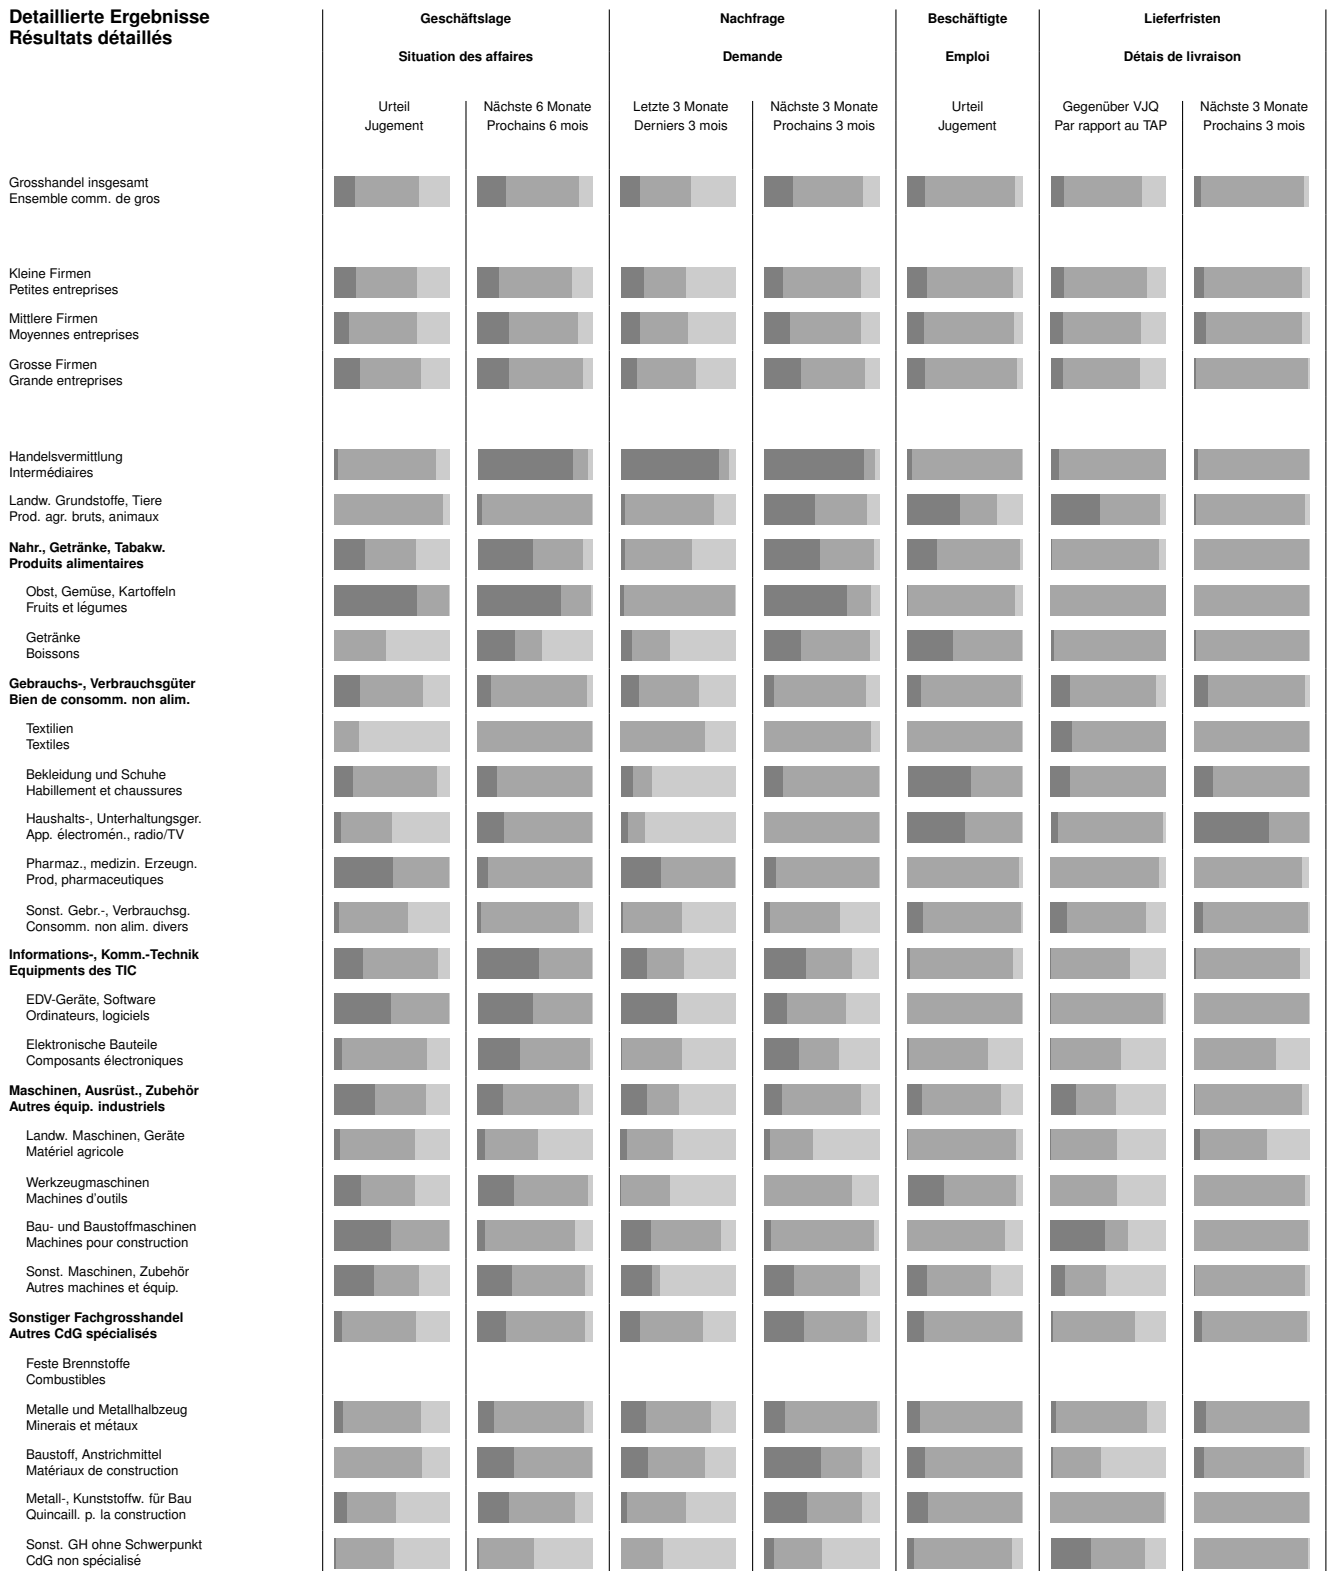 Detaillierte Ergebnisse
Résultats détaillés
Geschäftslage
Nachfrage
Beschäftigte
Lieferfristen
Situation des affaires
Demande
Emploi
Détais de livraison
Urteil
Jugement
Nächste 6 Monate
Prochains 6 mois
Letzte 3 Monate
Derniers 3 mois
Nächste 3 Monate
Prochains 3 mois
Urteil
Jugement
Gegenüber VJQ
Par rapport au TAP
Nächste 3 Monate
Prochains 3 mois
Grosshandel insgesamt
Ensemble comm. de gros
Kleine Firmen
Petites entreprises
Mittlere Firmen
Moyennes entreprises
Grosse Firmen
Grande entreprises
Handelsvermittlung
Intermédiaires
Landw. Grundstoffe, Tiere
Prod. agr. bruts, animaux
Nahr., Getränke, Tabakw.
Produits alimentaires
Obst, Gemüse, Kartoffeln
Fruits et légumes
Getränke
Boissons
Gebrauchs-, Verbrauchsgüter
Bien de consomm. non alim.
Textilien
Textiles
Bekleidung und Schuhe
Habillement et chaussures
Haushalts-, Unterhaltungsger.
App. électromén., radio/TV
Pharmaz., medizin. Erzeugn.
Prod, pharmaceutiques
Sonst. Gebr.-, Verbrauchsg.
Consomm. non alim. divers
Informations-, Komm.-Technik
Equipments des TIC
EDV-Geräte, Software
Ordinateurs, logiciels
Elektronische Bauteile
Composants électroniques
Maschinen, Ausrüst., Zubehör
Autres équip. industriels
Landw. Maschinen, Geräte
Matériel agricole
Werkzeugmaschinen
Machines d'outils
Bau- und Baustoffmaschinen
Machines pour construction
Sonst. Maschinen, Zubehör
Autres machines et équip.
Sonstiger Fachgrosshandel
Autres CdG spécialisés
Feste Brennstoffe
Combustibles
Metalle und Metallhalbzeug
Minerais et métaux
Baustoff, Anstrichmittel
Matériaux de construction
Metall-, Kunststoffw. für Bau
Quincaill. p. la construction
Sonst. GH ohne Schwerpunkt
CdG non spécialisé